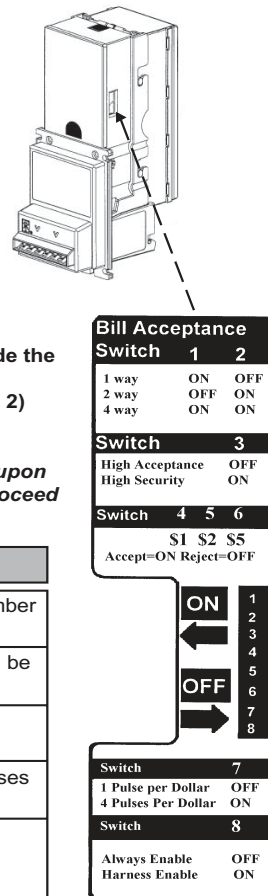 de the
2)
upon
oceed
nber
be
ses
Bill Acceptance
Switch 1 2
1 way ON OFF
2 way OFF ON
4 way ON ON
Switch 3
High Acceptance OFF
High Security ON
Switch 4 5 6
$1 $2 $5
Accept=ON Reject=OFF
ON
OFF
1
2
3
4
5
6
7
8
Switch 7
1 Pulse per Dollar OFF
4 Pulses Per Dollar ON
Switch 8
Always Enable OFF
Harness Enable ON